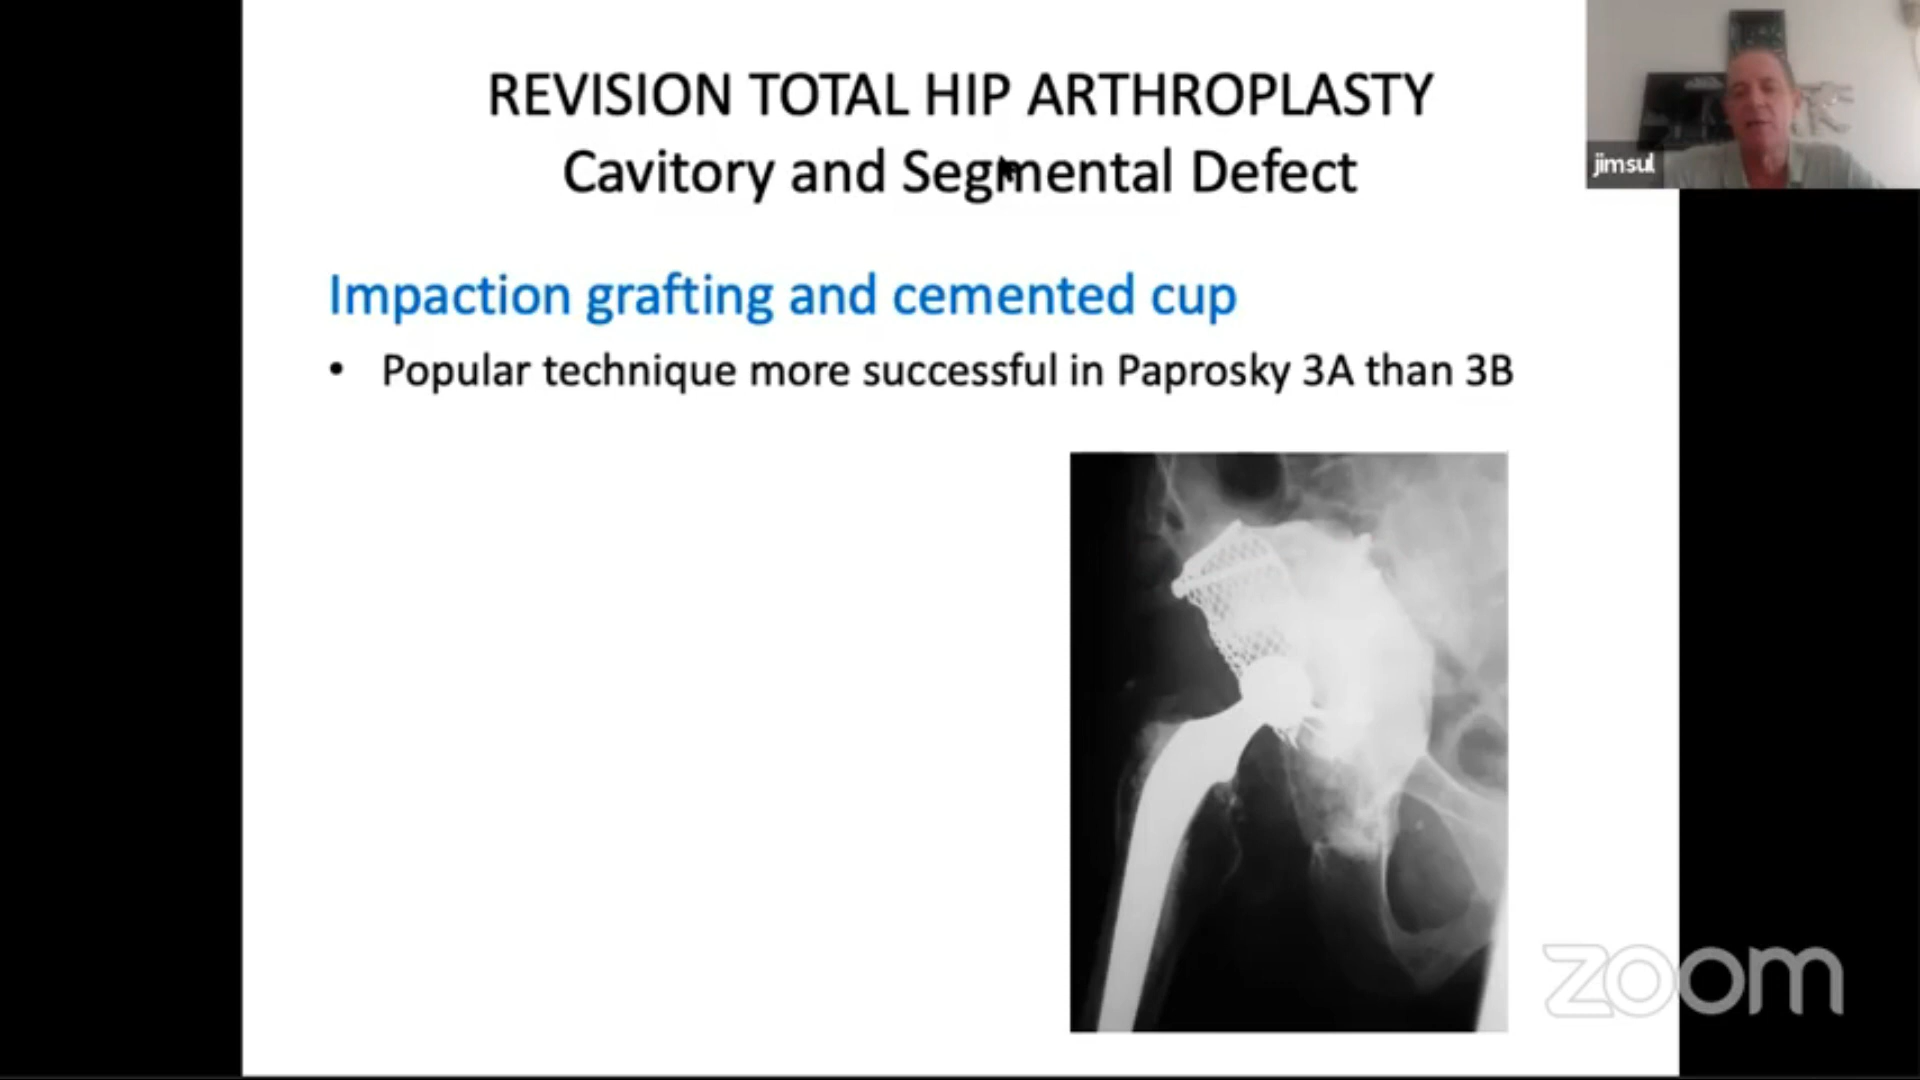 REVISION TOTAL HIP ARTHROPLASTY
Cavitory and Segmental Defect
jimsul
Impaction grafting and cemented cup
• Popular technique more successful in Paprosky 3A than 3B
zoom